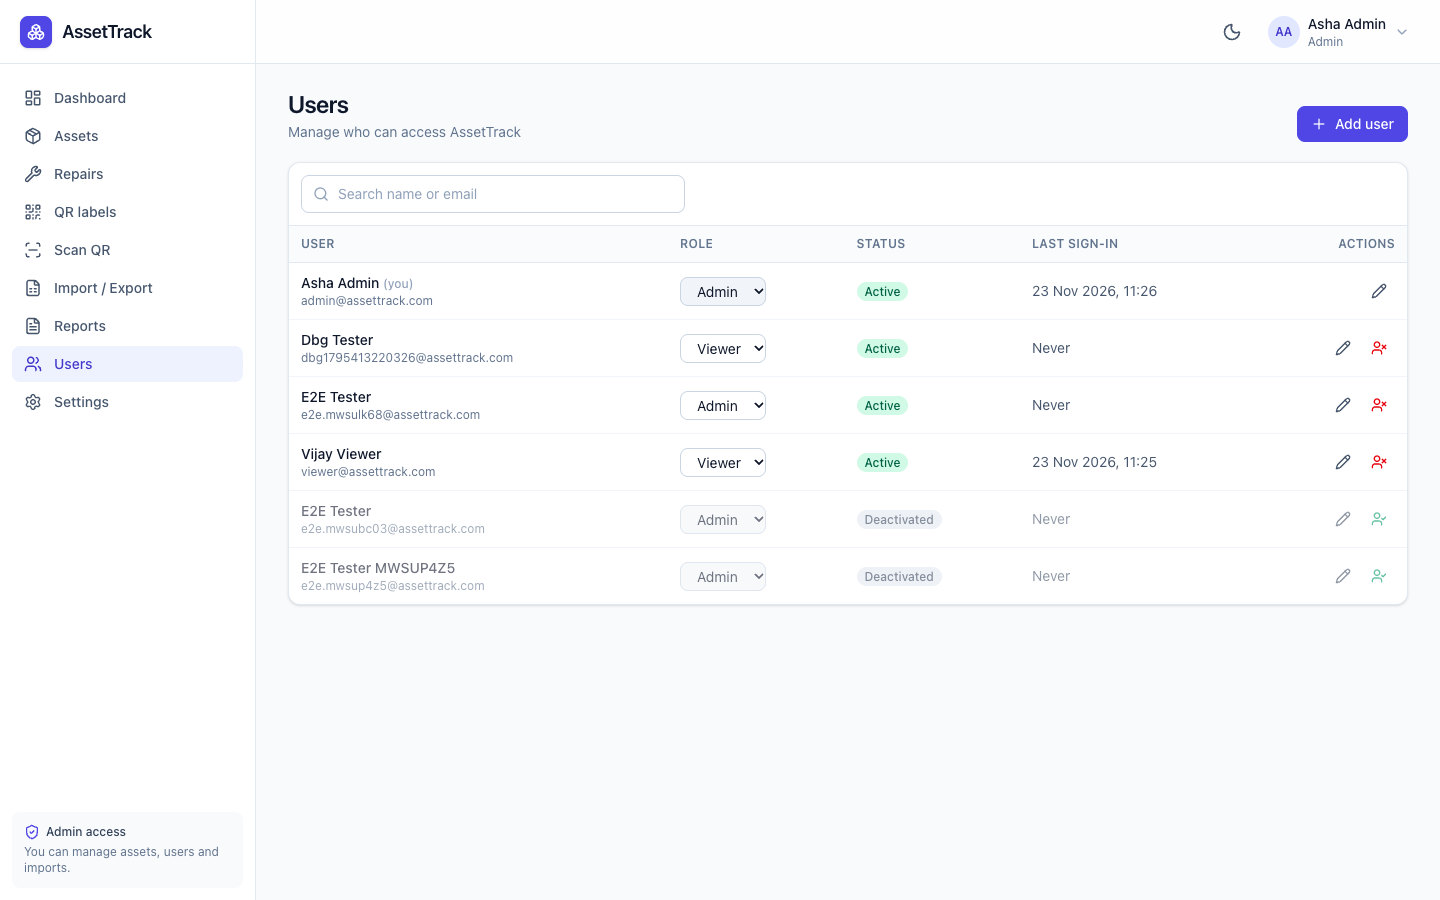 AssetTrack
AA
Asha Admin
Admin
Dashboard
Assets
Repairs
QR labels
Scan QR
Import / Export
Reports
Users
Settings
Users
Manage who can access AssetTrack
Add user
Search name or email
USER ROLE STATUS LAST SIGN-IN ACTIONS
Asha Admin (you)
admin@assettrack.com
Admin Active 23 Nov 2026, 11:26
Dbg Tester
dbg1795413220326@assettrack.com
Viewer Active Never
E2E Tester
e2e.mwsulk68@assettrack.com
Admin Active Never
Vijay Viewer
viewer@assettrack.com
Viewer Active 23 Nov 2026, 11:25
E2E Tester
e2e.mwsubc03@assettrack.com
Admin Deactivated Never
E2E Tester MWSUP4Z5
e2e.mwsup4z5@assettrack.com
Admin Deactivated Never
Admin access
You can manage assets, users and
imports.